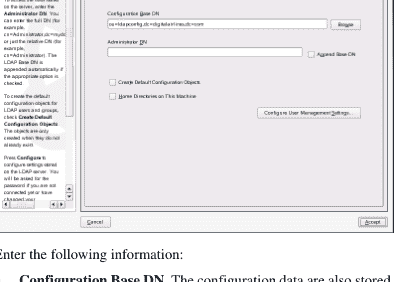 on the server, enter the
Administrator DN. You
can enter the full DN (for
example,
cn=Administrator,dc=mydo
or just the relative DN (for
example,
cn=Administrator). The
LDAP Base DN is
appended automatically if
the appropriate option is
checked.
To create the default
configuration objects for
LDAP users and groups,
check Create Default
Configuration Objects.
The objects are only
created when they do not
already exist.
Press Configure to
configure settings stored
on the LDAP server. You
will be asked for the
password if you are not
connected yet or have
changed your
Configuration Base DN
ou=ldapconfig,dc=digitalairlines,dc=com
Browse
Administrator DN
Append Base DN
Create Default Configuration Objects
Home Directories on This Machine
Configure User Management Settings...
Cancel
Accept
Enter the following information:
Configuration Base DN. The configuration data are also stored